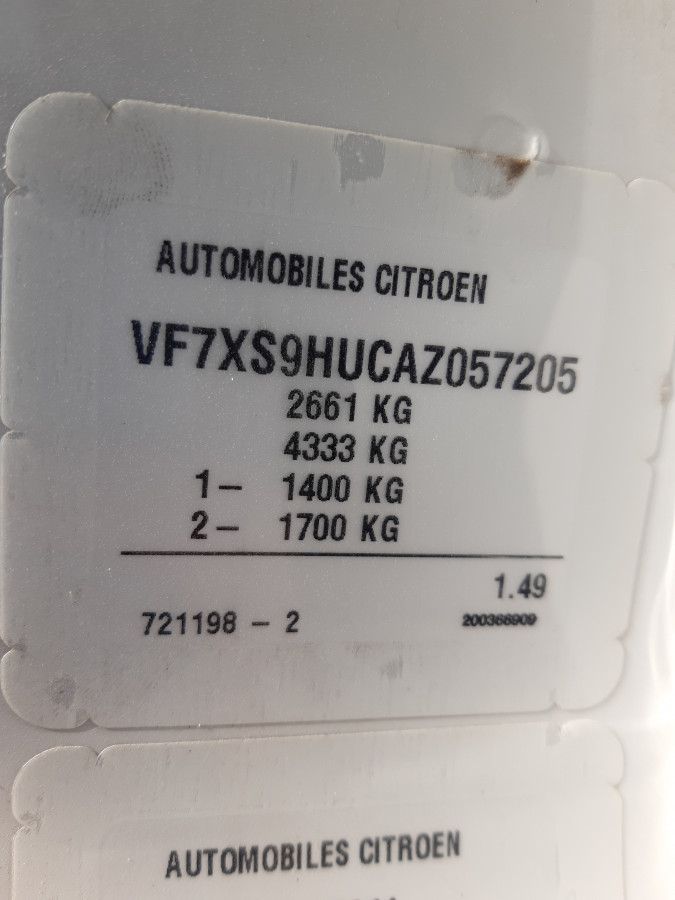 AUTOMOBILES CITROEN
VF7XS9HUCAZ057205
2661 KG
4333 KG
1– 1400 KG
2– 1700 KG
1.49
721198 – 2
200368909
AUTOMOBILES CITROEN